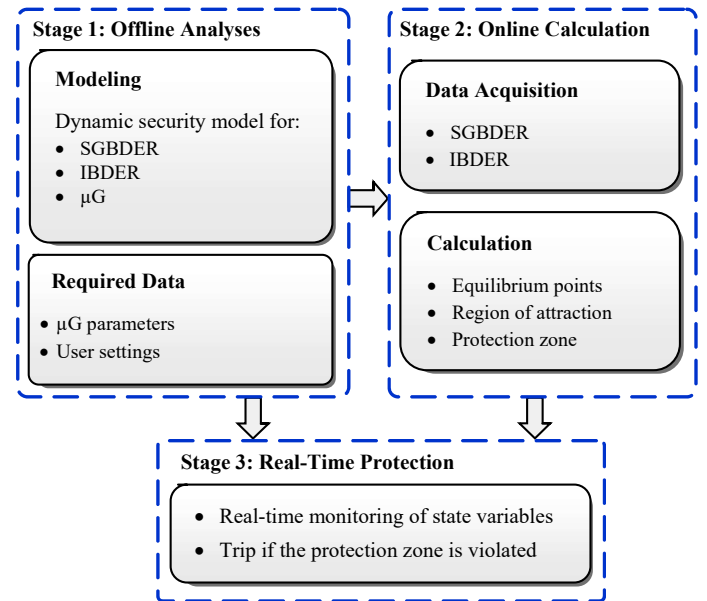 Stage 1: Offline Analyses
Modeling
Dynamic security model for:
• SGBDER
• IBDER
• µG
Required Data
• µG parameters
• User settings
Stage 2: Online Calculation
Data Acquisition
• SGBDER
• IBDER
Calculation
• Equilibrium points
• Region of attraction
• Protection zone
Stage 3: Real-Time Protection
• Real-time monitoring of state variables
• Trip if the protection zone is violated